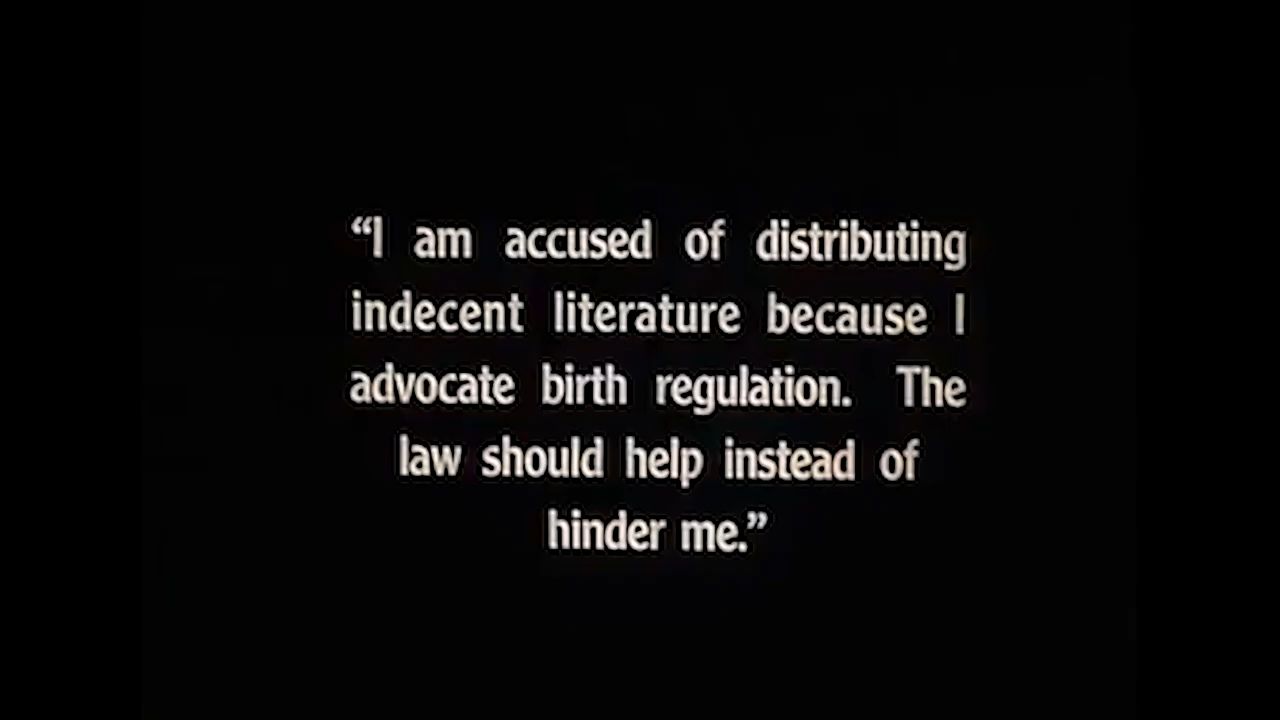 “I am accused of distributing
indecent literature because I
advocate birth regulation. The
law should help instead of
hinder me.”